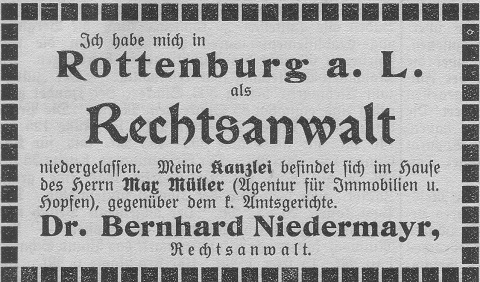 Ich habe mich in
Rottenburg a. L.
als
Rechtsanwalt
niedergelassen. Meine Kanzlei befindet sich im Hause
des Herrn Max Müller (Agentur für Immobilien u.
Hopfen), gegenüber dem k. Amtsgerichte.
Dr. Bernhard Niedermayr,
Rechtsanwalt.